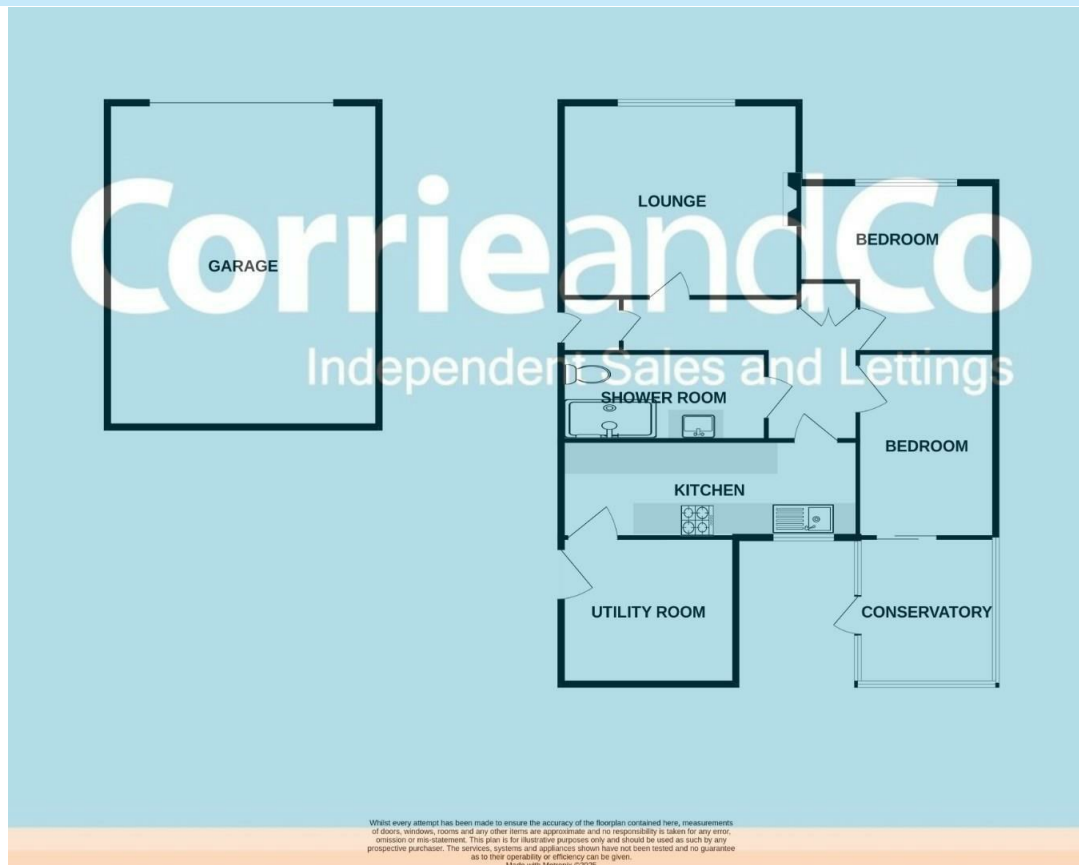 CorrieandCo
Independent Sales and Lettings
GARAGE
LOUNGE
BEDROOM
SHOWER ROOM
BEDROOM
KITCHEN
UTILITY ROOM
CONSERVATORY
Whilst every attempt has been made to ensure the accuracy of the floorplan contained here, measurements
of doors, windows, rooms and any other items are approximate and no responsibility is taken for any error,
omission or mis-statement. This plan is for illustrative purposes only and should be used as such by any
prospective purchaser. The services, systems and appliances shown have not been tested and no guarantee
as to their operability or efficiency can be given.
Made with Metropix ©2025